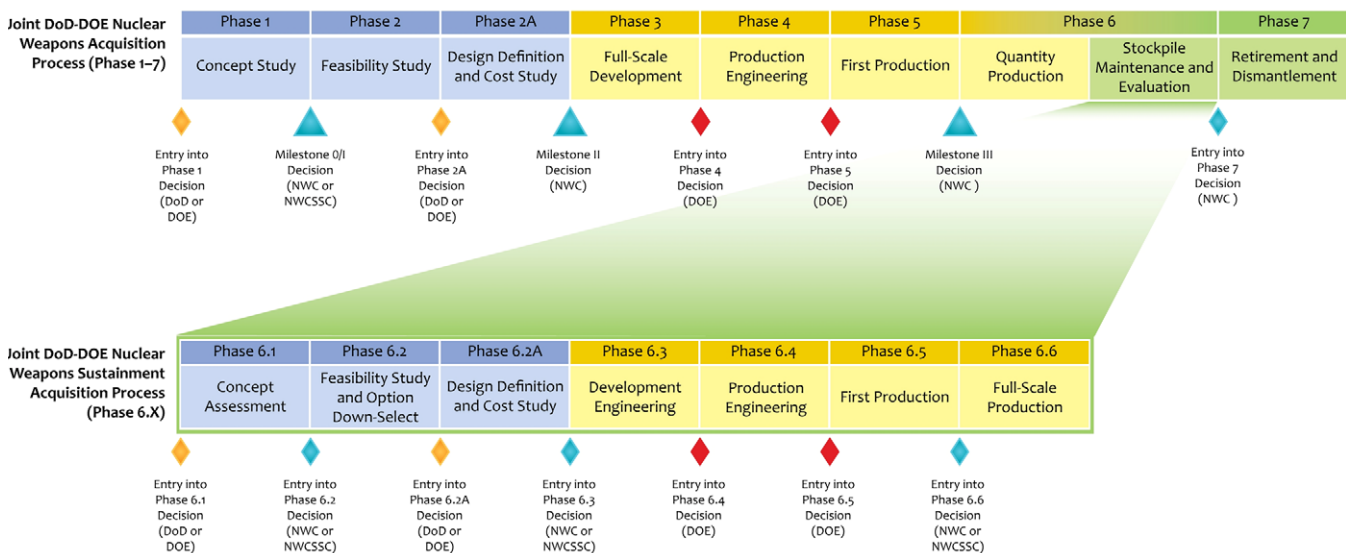 Joint DoD-DOE Nuclear
Weapons Acquisition
Process (Phase 1–7)
Phase 1
Phase 2
Phase 2A
Phase 3
Phase 4
Phase 5
Phase 6
Phase 7
Concept Study
Feasibility Study
Design Definition
and Cost Study
Full-Scale
Development
Production
Engineering
First Production
Quantity
Production
Stockpile
Maintenance and
Evaluation
Retirement and
Dismantlement
Entry into
Phase 1
Decision
(DoD or
DOE)
Milestone 0/I
Decision
(NWC or
NWCSSC)
Entry into
Phase 2A
Decision
(DoD or
DOE)
Milestone II
Decision
(NWC)
Entry into
Phase 4
Decision
(DOE)
Entry into
Phase 5
Decision
(DOE)
Milestone III
Decision
(NWC )
Entry into
Phase 7
Decision
(NWC )
Joint DoD-DOE Nuclear
Weapons Sustainment
Acquisition Process
(Phase 6.X)
Phase 6.1
Phase 6.2
Phase 6.2A
Phase 6.3
Phase 6.4
Phase 6.5
Phase 6.6
Concept
Assessment
Feasibility Study
and Option
Down-Select
Design Definition
and Cost Study
Development
Engineering
Production
Engineering
First Production
Full-Scale
Production
Entry into
Phase 6.1
Decision
(DoD or
DOE)
Entry into
Phase 6.2
Decision
(NWC or
NWCSSC)
Entry into
Phase 6.2A
Decision
(DoD or
DOE)
Entry into
Phase 6.3
Decision
(NWC or
NWCSSC)
Entry into
Phase 6.4
Decision
(DOE)
Entry into
Phase 6.5
Decision
(DOE)
Entry into
Phase 6.6
Decision
(NWC or
NWCSSC)